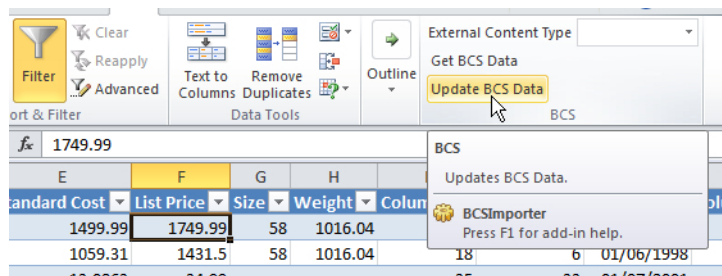 Clear
Reapply
Advanced
Filter
Text to
Columns
Remove
Duplicates
Outline
ort & Filter
Data Tools
External Content Type
Get BCS Data
Update BCS Data
BCS
fx 1749.99
BCS
Updates BCS Data.
BCSImporter
Press F1 for add-in help.
E F G H
tandard Cost List Price Size Weight Colum
1499.99 1749.99 58 1016.04
1059.31 1431.5 58 1016.04 18 6 01/06/1998